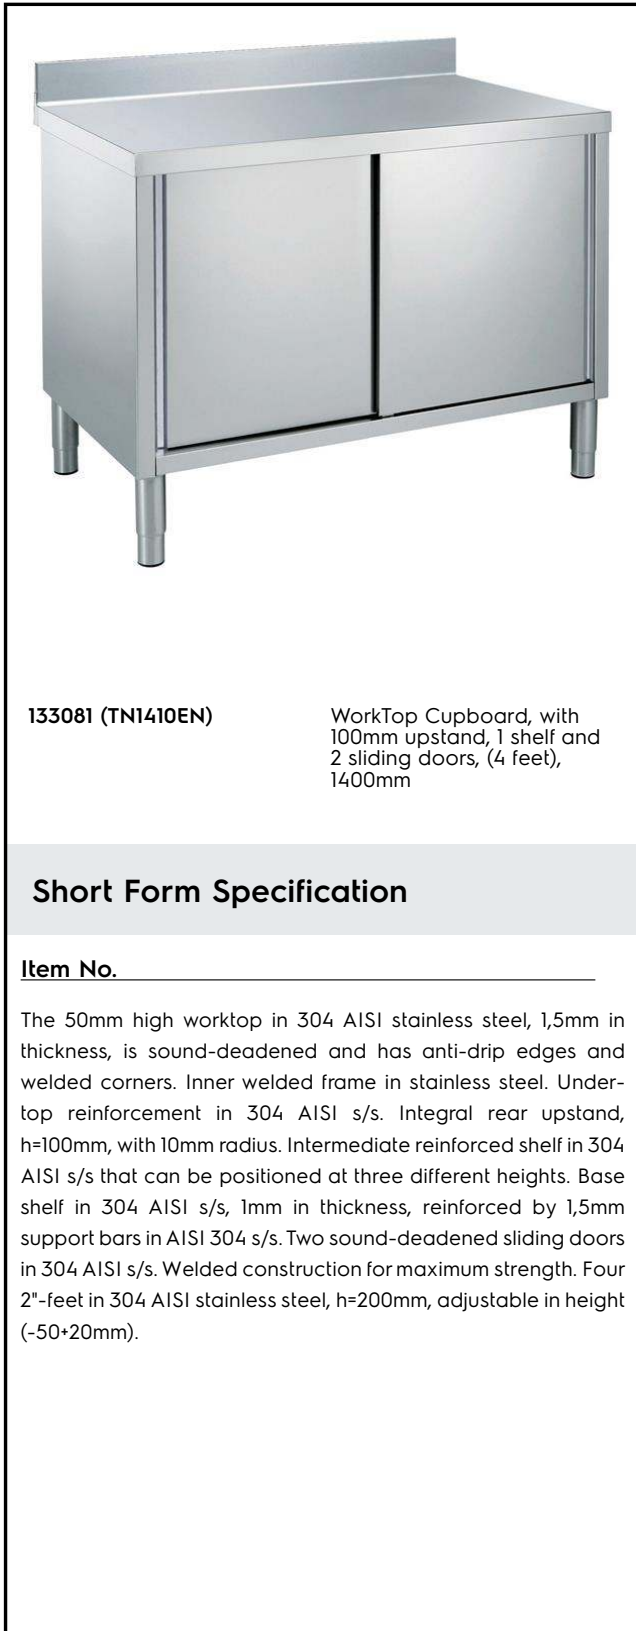 133081 (TN1410EN)
WorkTop Cupboard, with
100mm upstand, 1 shelf and
2 sliding doors, (4 feet),
1400mm
Short Form Specification
Item No.
The 50mm high worktop in 304 AISI stainless steel, 1,5mm in
thickness, is sound-deadened and has anti-drip edges and
welded corners. Inner welded frame in stainless steel. Under-
top reinforcement in 304 AISI s/s. Integral rear upstand,
h=100mm, with 10mm radius. Intermediate reinforced shelf in 304
AISI s/s that can be positioned at three different heights. Base
shelf in 304 AISI s/s, 1mm in thickness, reinforced by 1,5mm
support bars in AISI 304 s/s. Two sound-deadened sliding doors
in 304 AISI s/s. Welded construction for maximum strength. Four
2"-feet in 304 AISI stainless steel, h=200mm, adjustable in height
(-50+20mm).